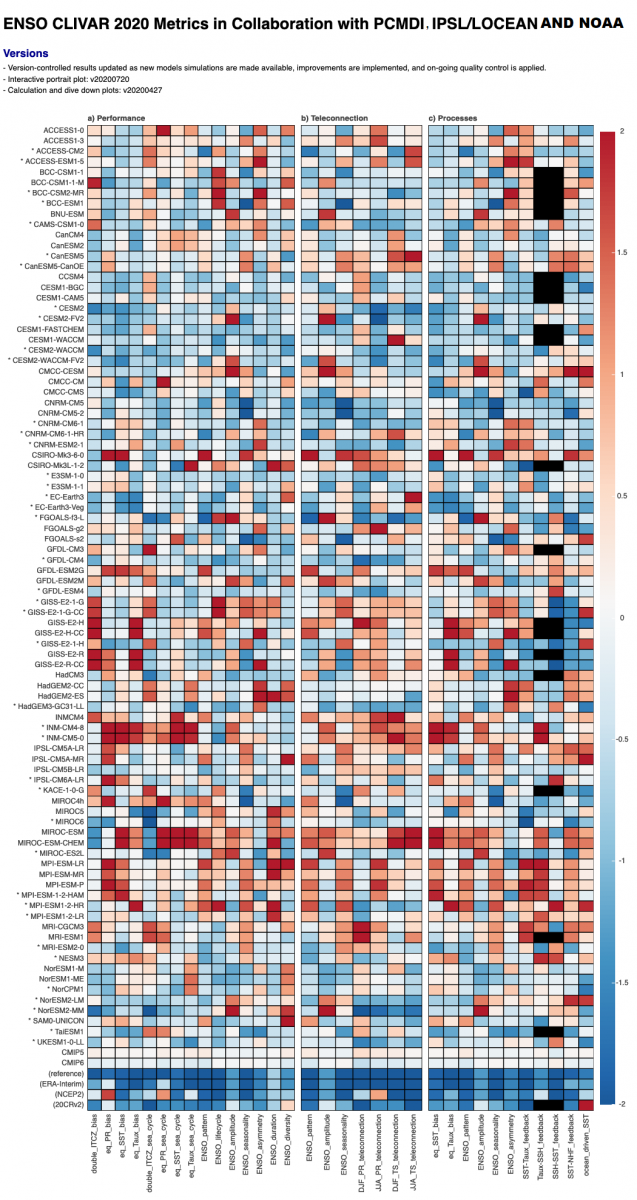 ENSO CLIVAR 2020 Metrics in Collaboration with PCMDI, IPSL/LOCEAN AND NOAA
Versions
- Version-controlled results updated as new models simulations are made available, improvements are implemented, and on-going quality control is applied.
- Interactive portrait plot: v20200720
- Calculation and dive down plots: v20200427
a) Performance
b) Teleconnection
c) Processes
ACCESS1-0
ACCESS1-3
* ACCESS-CM2
* ACCESS-ESM1-5
BCC-CSM1-1
BCC-CSM1-1-M
* BCC-CSM2-MR
* BCC-ESM1
BNU-ESM
* CAMS-CSM1-0
CanCM4
CanESM2
* CanESM5
* CanESM5-CanOE
CCSM4
CESM1-BGC
CESM1-CAM5
* CESM2
* CESM2-FV2
CESM1-FASTCHEM
CESM1-WACCM
* CESM2-WACCM
* CESM2-WACCM-FV2
CMCC-CESM
CMCC-CM
CMCC-CMS
CNRM-CM5
CNRM-CM5-2
* CNRM-CM6-1
* CNRM-CM6-1-HR
* CNRM-ESM2-1
CSIRO-Mk3-6-0
CSIRO-Mk3L-1-2
* E3SM-1-0
* E3SM-1-1
* EC-Earth3
* EC-Earth3-Veg
* FGOALS-f3-L
FGOALS-g2
FGOALS-s2
GFDL-CM3
* GFDL-CM4
GFDL-ESM2G
GFDL-ESM2M
* GFDL-ESM4
* GISS-E2-1-G
* GISS-E2-1-G-CC
GISS-E2-H
GISS-E2-H-CC
* GISS-E2-1-H
GISS-E2-R
GISS-E2-R-CC
HadCM3
HadGEM2-CC
HadGEM2-ES
* HadGEM3-GC31-LL
INMCM4
* INM-CM4-8
* INM-CM5-0
IPSL-CM5A-LR
IPSL-CM5A-MR
IPSL-CM5B-LR
* IPSL-CM6A-LR
* KACE-1-0-G
MIROC4h
MIROC5
* MIROC6
MIROC-ESM
MIROC-ESM-CHEM
* MIROC-ES2L
MPI-ESM-LR
MPI-ESM-MR
MPI-ESM-P
* MPI-ESM-1-2-HAM
* MPI-ESM1-2-HR
* MPI-ESM1-2-LR
MRI-CGCM3
MRI-ESM1
* MRI-ESM2-0
* NESM3
NorESM1-M
NorESM1-ME
* NorCPM1
* NorESM2-LM
* NorESM2-MM
* SAM0-UNICON
* TaiESM1
* UKESM1-0-LL
CMIP5
CMIP6
(reference)
(ERA-Interim)
(NCEP2)
(20CRv2)
double_ITCZ_bias
eq_PR_bias
eq_SST_bias
eq_Taux_bias
double_ITCZ_sea_cycle
eq_PR_sea_cycle
eq_SST_sea_cycle
eq_Taux_sea_cycle
ENSO_pattern
ENSO_lifecycle
ENSO_amplitude
ENSO_seasonality
ENSO_asymmetry
ENSO_duration
ENSO_diversity
ENSO_pattern
ENSO_amplitude
ENSO_seasonality
DJF_PR_teleconnection
JJA_PR_teleconnection
DJF_TS_teleconnection
JJA_TS_teleconnection
eq_SST_bias
eq_Taux_bias
ENSO_pattern
ENSO_amplitude
ENSO_seasonality
ENSO_asymmetry
SST-Taux_feedback
Taux-SSH_feedback
SSH-SST_feedback
SST-NHF_feedback
ocean_driven_SST
2
1.5
1
0.5
0
-0.5
-1
-1.5
-2